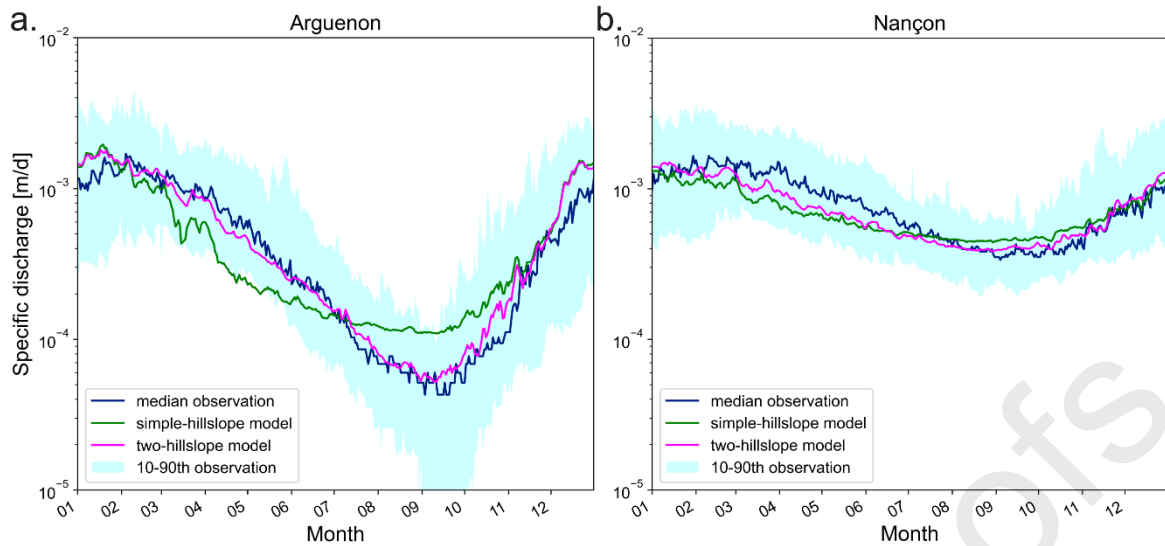 a. Arguenon
b. Nançon
10⁻²
10⁻³
10⁻⁴
10⁻⁵
Specific discharge [m/d]
median observation
simple-hillslope model
two-hillslope model
10-90th observation
01 02 03 04 05 06 07 08 09 10 11 12
Month
10⁻²
10⁻³
10⁻⁴
10⁻⁵
median observation
simple-hillslope model
two-hillslope model
10-90th observation
01 02 03 04 05 06 07 08 09 10 11 12
Month
ofs